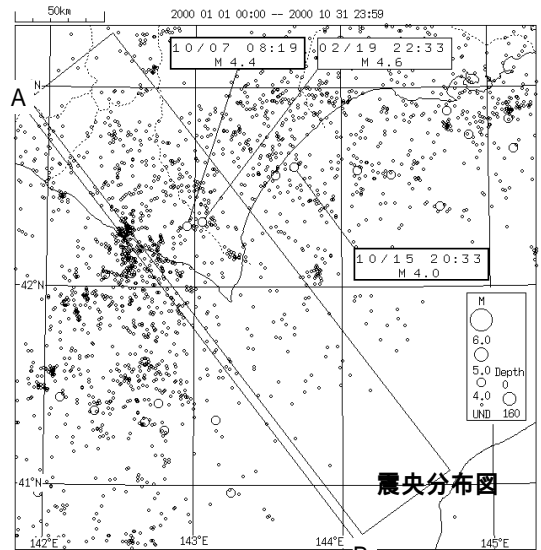 50km 2000 01 01 00:00 -- 2000 10 31 23:59
10/07 08:19
M 4.4
02/19 22:33
M 4.6
N
A
10/15 20:33
M 4.0
42°N
M
6.0
5.0
4.0
UND
Depth
0
160
震央分布図
41°N
142°E
143°E
144°E
145°E